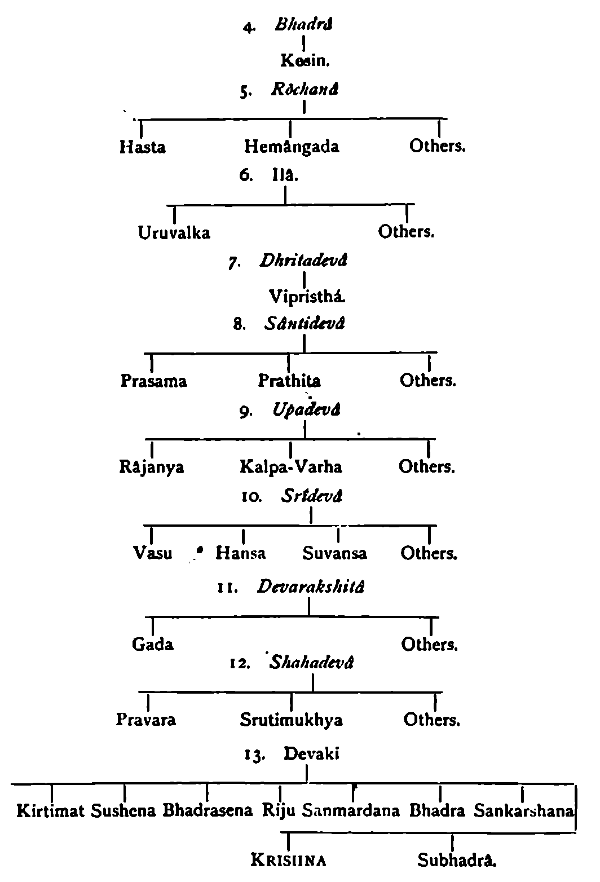 4. Bhadrâ
Kesin.
5. Rôchanâ
Hasta Hemângada Others.
6. Ilâ.
Uruvalka Others.
7. Dhritadevâ
Vipristhá.
8. Sântidevâ
Prasama Prathita Others.
9. Upadevâ
Râjanya Kalpa-Varha Others.
10. Srîdevâ
Vasu Hansa Suvansa Others.
11. Devarakshitâ
Gada Others.
12. Shahadevâ
Pravara Srutimukhya Others.
13. Devaki
Kirtimat Sushena Bhadrasena Riju Sanmardana Bhadra Sankarshana
KRISHNA Subhadrâ.